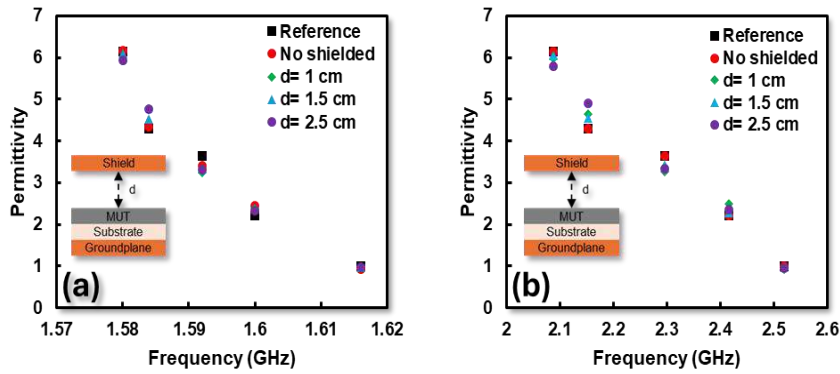 Permittivity
7
6
5
4
3
2
1
0
Reference
No shielded
d= 1 cm
d= 1.5 cm
d= 2.5 cm
Shield
d
MUT
Substrate
Groundplane
(a)
1.57 1.58 1.59 1.6 1.61 1.62
Frequency (GHz)
Permittivity
7
6
5
4
3
2
1
0
Reference
No shielded
d= 1 cm
d= 1.5 cm
d= 2.5 cm
Shield
d
MUT
Substrate
Groundplane
(b)
2 2.1 2.2 2.3 2.4 2.5 2.6
Frequency (GHz)